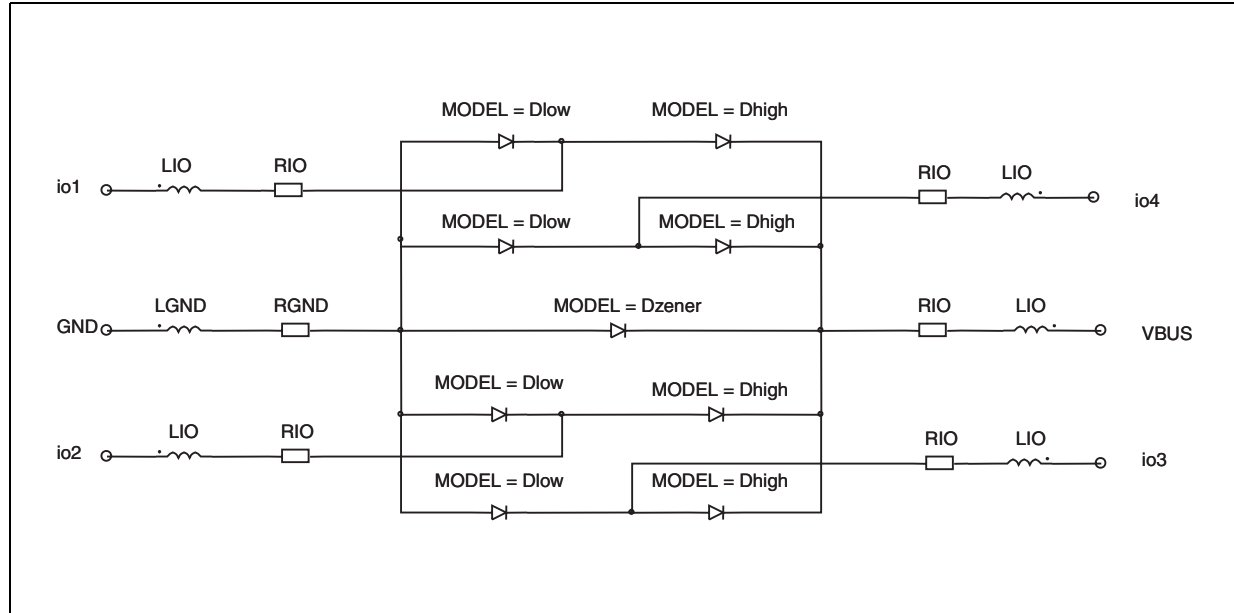 MODEL = Dlow
MODEL = Dhigh
LIO
RIO
io1
RIO
LIO
io4
MODEL = Dlow
MODEL = Dhigh
LGND
RGND
MODEL = Dzener
RIO
LIO
GND
VBUS
MODEL = Dlow
MODEL = Dhigh
LIO
RIO
io2
RIO
LIO
io3
MODEL = Dlow
MODEL = Dhigh